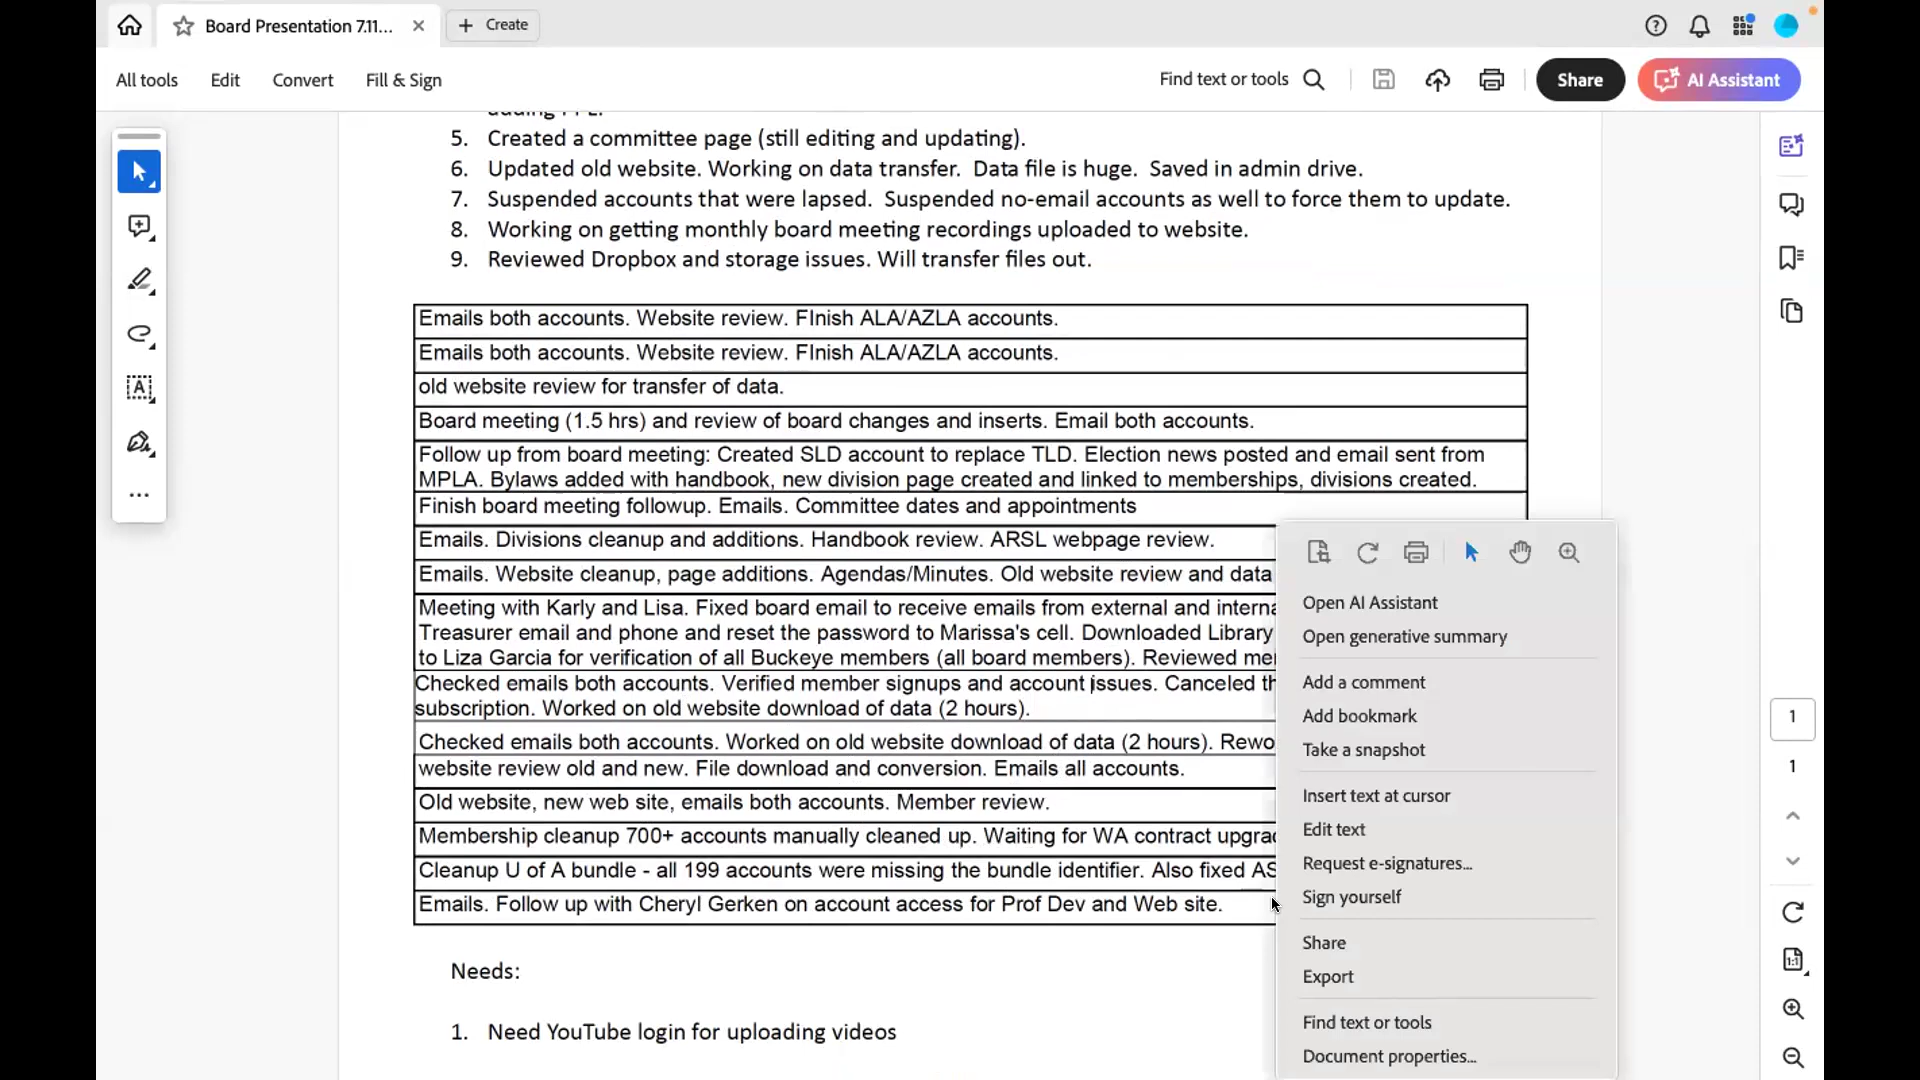 Board Presentation 7.11...
Create
All tools
Edit
Convert
Fill & Sign
Find text or tools
Share
AI Assistant
5. Created a committee page (still editing and updating).
6. Updated old website. Working on data transfer. Data file is huge. Saved in admin drive.
7. Suspended accounts that were lapsed. Suspended no-email accounts as well to force them to update.
8. Working on getting monthly board meeting recordings uploaded to website.
9. Reviewed Dropbox and storage issues. Will transfer files out.
Emails both accounts. Website review. FInish ALA/AZLA accounts.
Emails both accounts. Website review. FInish ALA/AZLA accounts.
old website review for transfer of data.
Board meeting (1.5 hrs) and review of board changes and inserts. Email both accounts.
Follow up from board meeting: Created SLD account to replace TLD. Election news posted and email sent from
MPLA. Bylaws added with handbook, new division page created and linked to memberships, divisions created.
Finish board meeting followup. Emails. Committee dates and appointments
Emails. Divisions cleanup and additions. Handbook review. ARSL webpage review.
Emails. Website cleanup, page additions. Agendas/Minutes. Old website review and data
Meeting with Karly and Lisa. Fixed board email to receive emails from external and interna
Treasurer email and phone and reset the password to Marissa's cell. Downloaded Library
to Liza Garcia for verification of all Buckeye members (all board members). Reviewed me
Checked emails both accounts. Verified member signups and account issues. Canceled th
subscription. Worked on old website download of data (2 hours).
Checked emails both accounts. Worked on old website download of data (2 hours). Rewo
website review old and new. File download and conversion. Emails all accounts.
Old website, new web site, emails both accounts. Member review.
Membership cleanup 700+ accounts manually cleaned up. Waiting for WA contract upgrad
Cleanup U of A bundle - all 199 accounts were missing the bundle identifier. Also fixed AS
Emails. Follow up with Cheryl Gerken on account access for Prof Dev and Web site.
Needs:
1. Need YouTube login for uploading videos
Open AI Assistant
Open generative summary
Add a comment
Add bookmark
Take a snapshot
Insert text at cursor
Edit text
Request e-signatures...
Sign yourself
Share
Export
Find text or tools
Document properties...
1
1
1:1